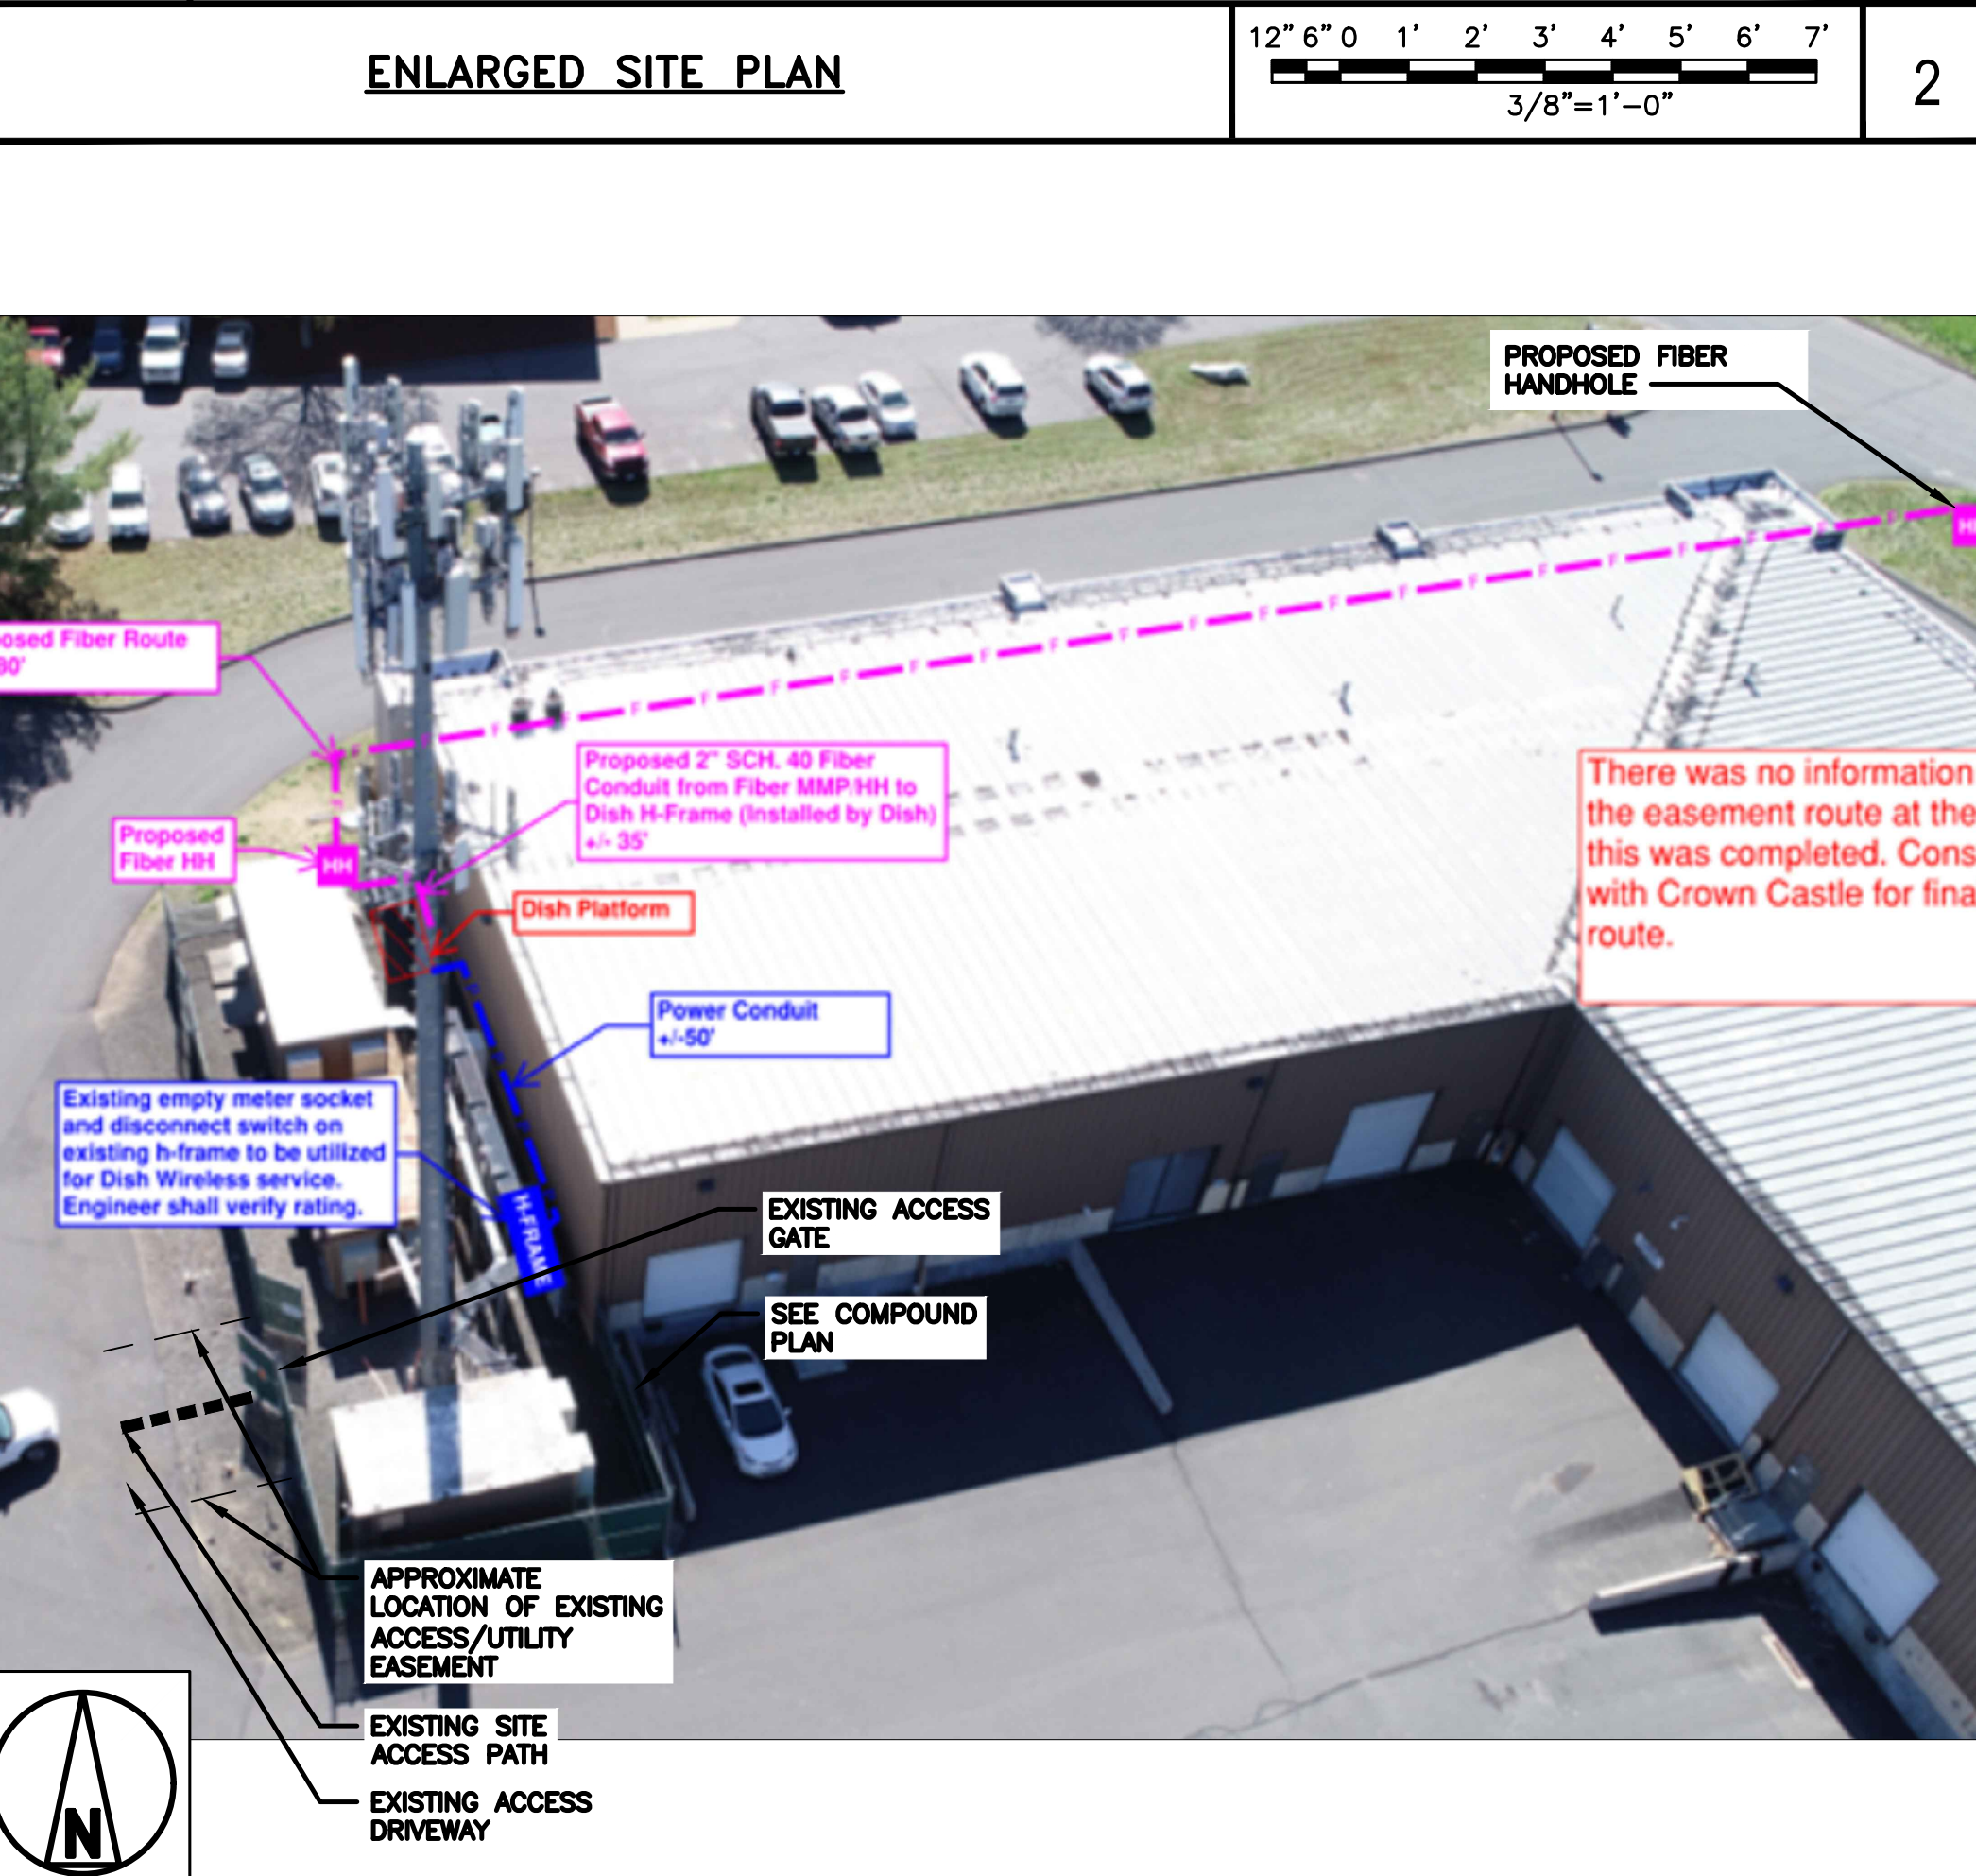 ENLARGED SITE PLAN
12" 6" 0 1' 2' 3' 4' 5' 6' 7'
3/8"=1'-0"
2
PROPOSED FIBER
HANDHOLE
Fiber Route
Proposed 2" SCH. 40 Fiber
Conduit from Fiber MMP/HH to
Dish H-Frame (Installed by Dish)
+/- 35'
Proposed
Fiber HH
HH
Dish Platform
There was no information
the easement route at the
this was completed.
with Crown Castle for
route.
Power Conduit
+/-50'
Existing empty meter socket
and disconnect switch on
existing h-frame to be utilized
for Dish Wireless service.
Engineer shall verify rating.
H-FRAME
EXISTING ACCESS
GATE
SEE COMPOUND
PLAN
APPROXIMATE
LOCATION OF EXISTING
ACCESS/UTILITY
EASEMENT
EXISTING SITE
ACCESS PATH
EXISTING ACCESS
DRIVEWAY
N